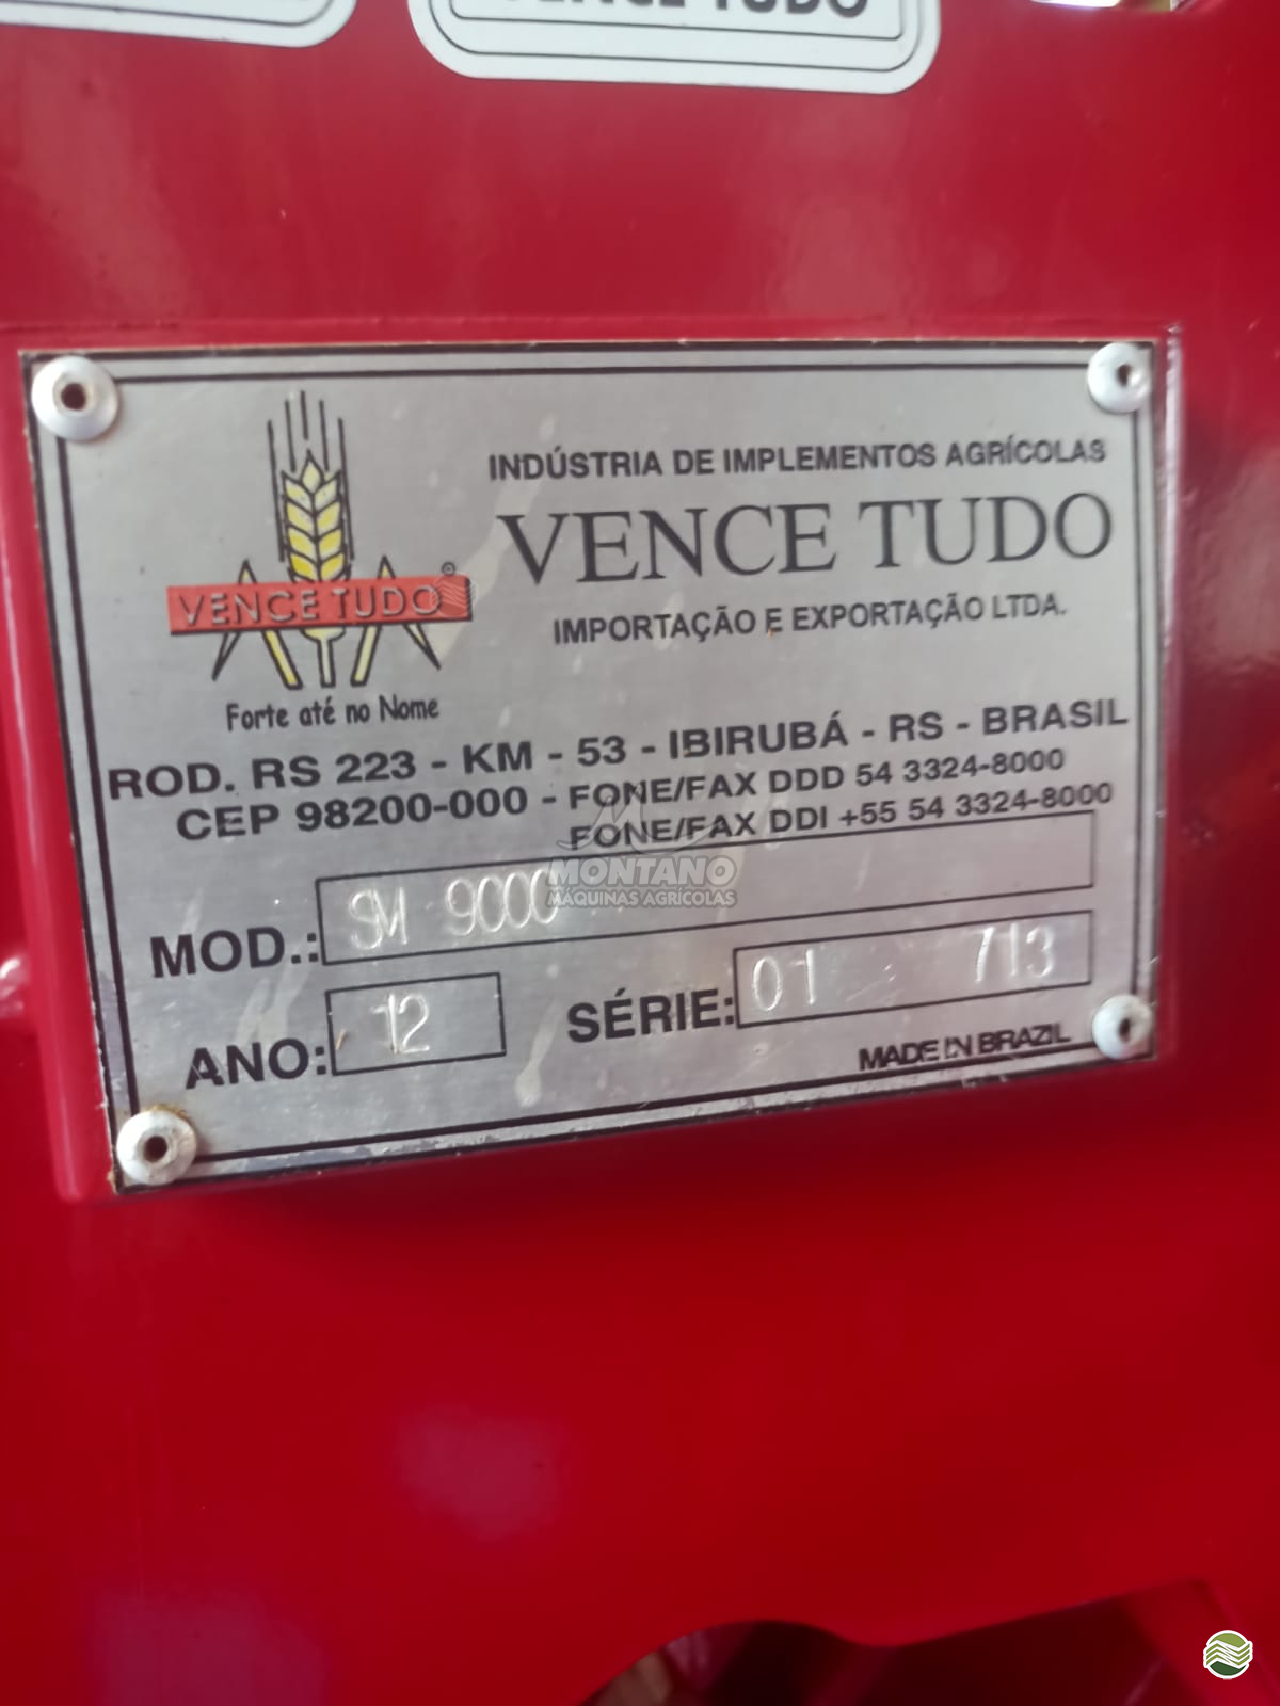 VENCE TUDO
INDÚSTRIA DE IMPLEMENTOS AGRÍCOLAS
VENCE TUDO
IMPORTAÇÃO E EXPORTAÇÃO LTDA.
VENCE TUDO ®
Forte até no Nome
ROD. RS 223 - KM - 53 - IBIRUBÁ - RS - BRASIL
CEP 98200-000 - FONE/FAX DDD 54 3324-8000
FONE/FAX DDI +55 54 3324-8000
MONTANO
MÁQUINAS AGRÍCOLAS
MOD.: SM 9000
ANO: 12 SÉRIE: 01 713
MADE IN BRAZIL